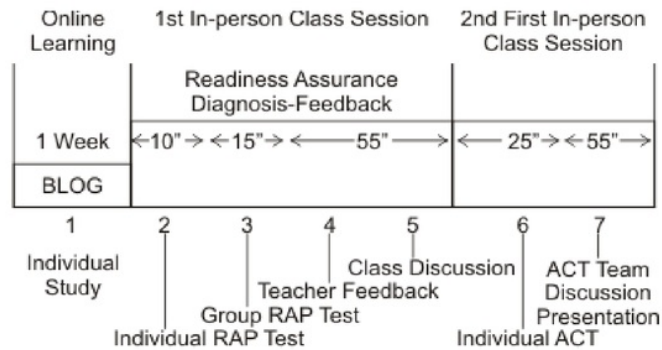 Online Learning
1st In-person Class Session
2nd First In-person Class Session
Readiness Assurance
Diagnosis-Feedback
1 Week
10”
15”
55”
25”
55”
BLOG
1
2
3
4
5
6
7
Individual Study
Individual RAP Test
Group RAP Test
Teacher Feedback
Class Discussion
Individual ACT
ACT Team
Discussion
Presentation